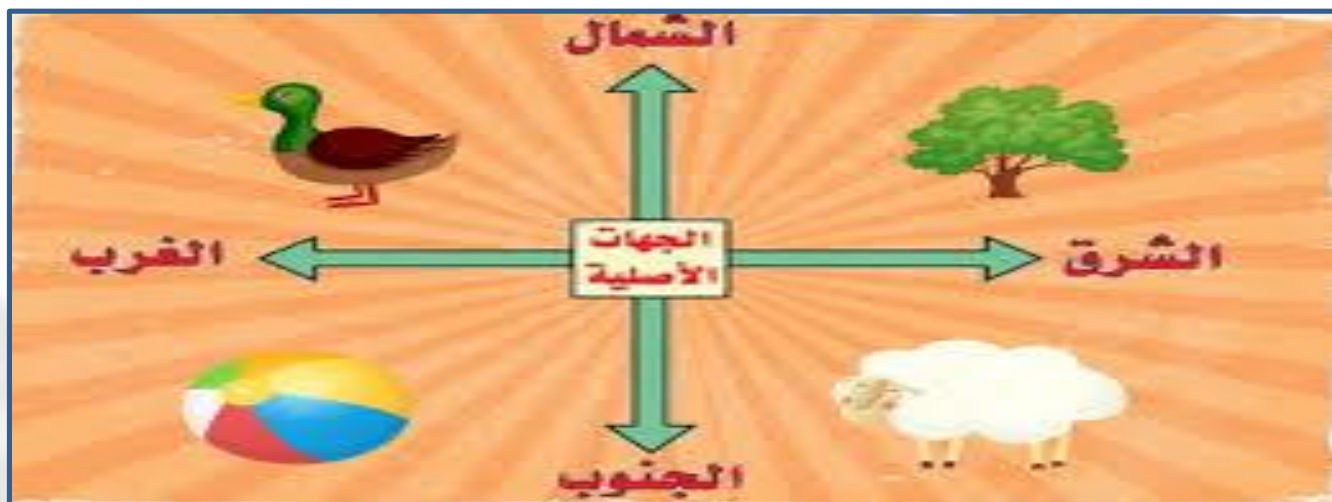 الشمال
الشرق
الجهات
الأصلية
الغرب
الجنوب